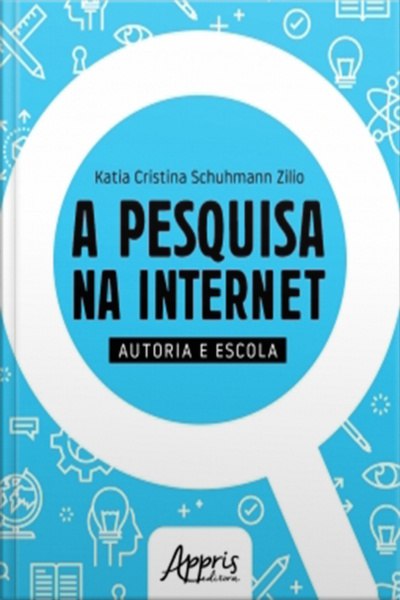 Katia Cristina Schuhmann Zilio
A PESQUISA
NA INTERNET
AUTORIA E ESCOLA
Appris
editora